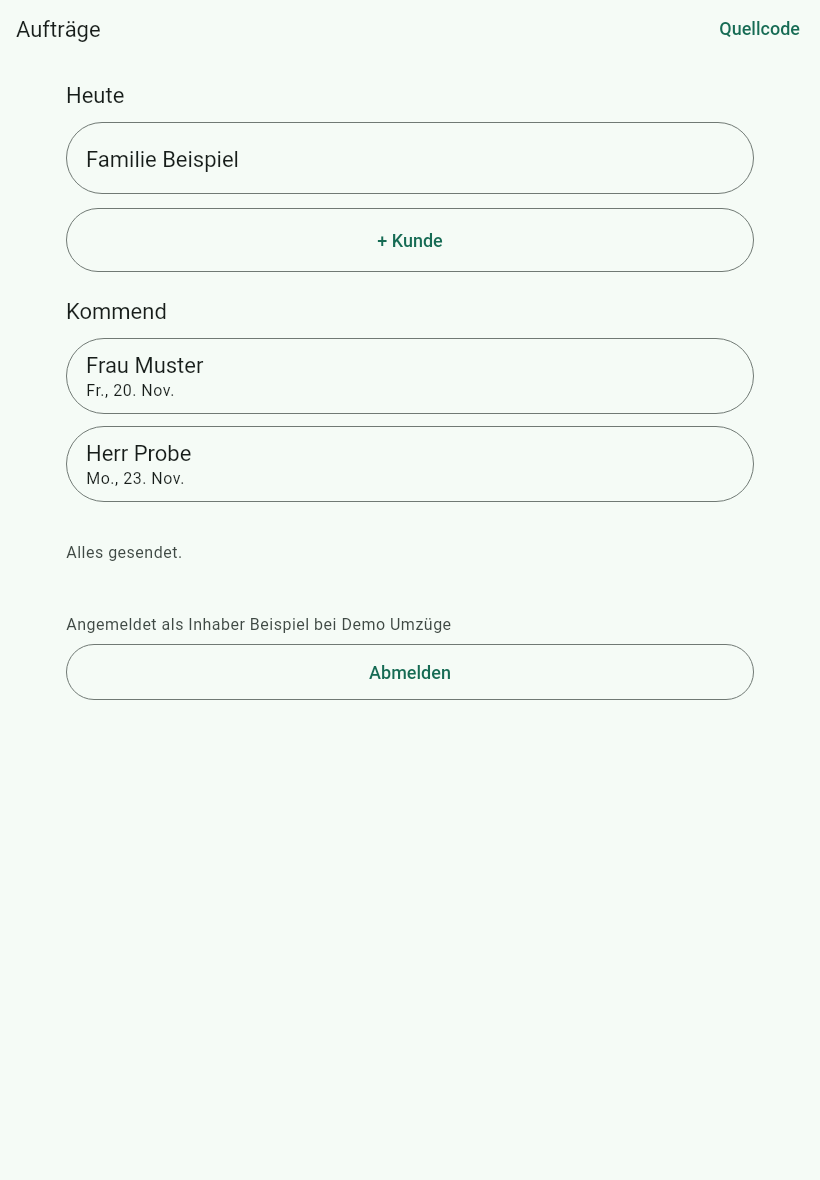 Aufträge
Quellcode
Heute
Familie Beispiel
+ Kunde
Kommend
Frau Muster
Fr., 20. Nov.
Herr Probe
Mo., 23. Nov.
Alles gesendet.
Angemeldet als Inhaber Beispiel bei Demo Umzüge
Abmelden